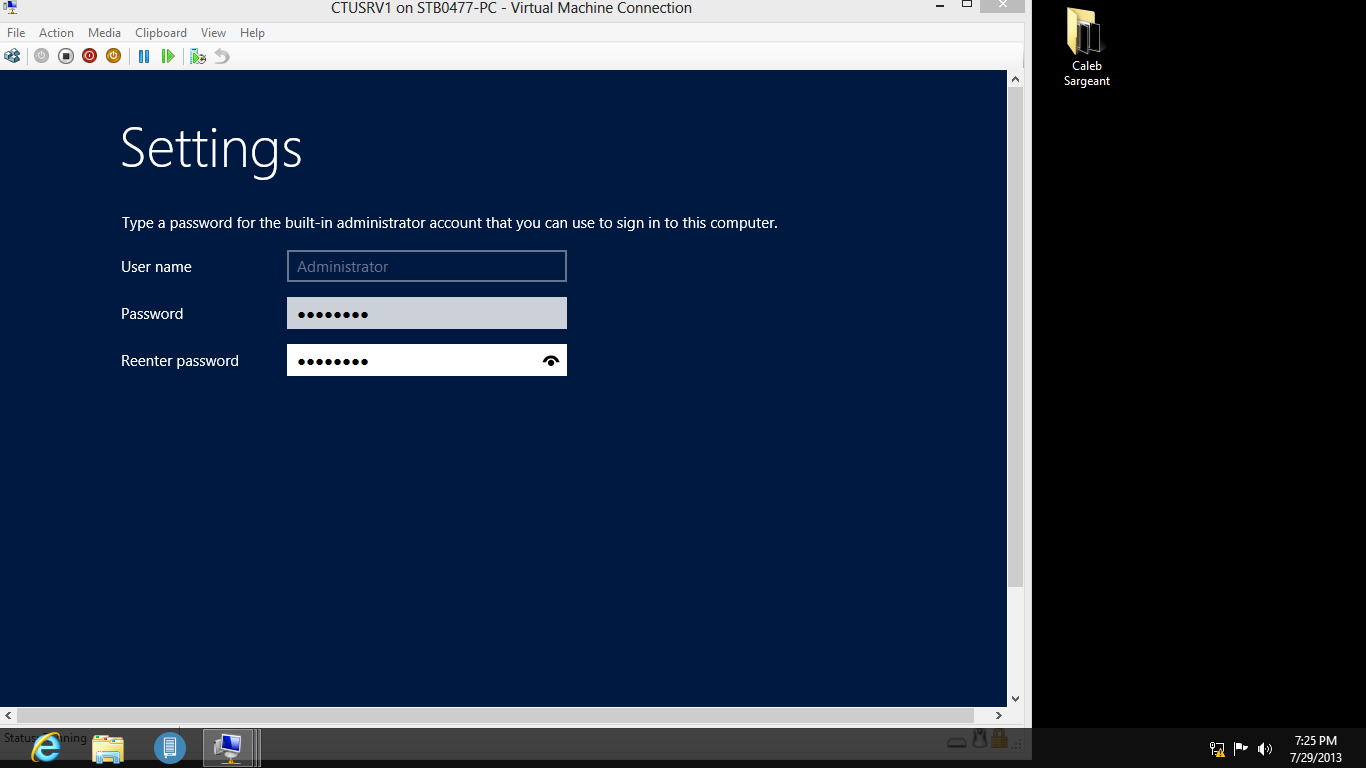 CTUSRV1 on STB0477-PC - Virtual Machine Connection
File Action Media Clipboard View Help
Caleb
Sargeant
Settings
Type a password for the built-in administrator account that you can use to sign in to this computer.
User name Administrator
Password ●●●●●●●●
Reenter password ●●●●●●●●
7:25 PM
7/29/2013